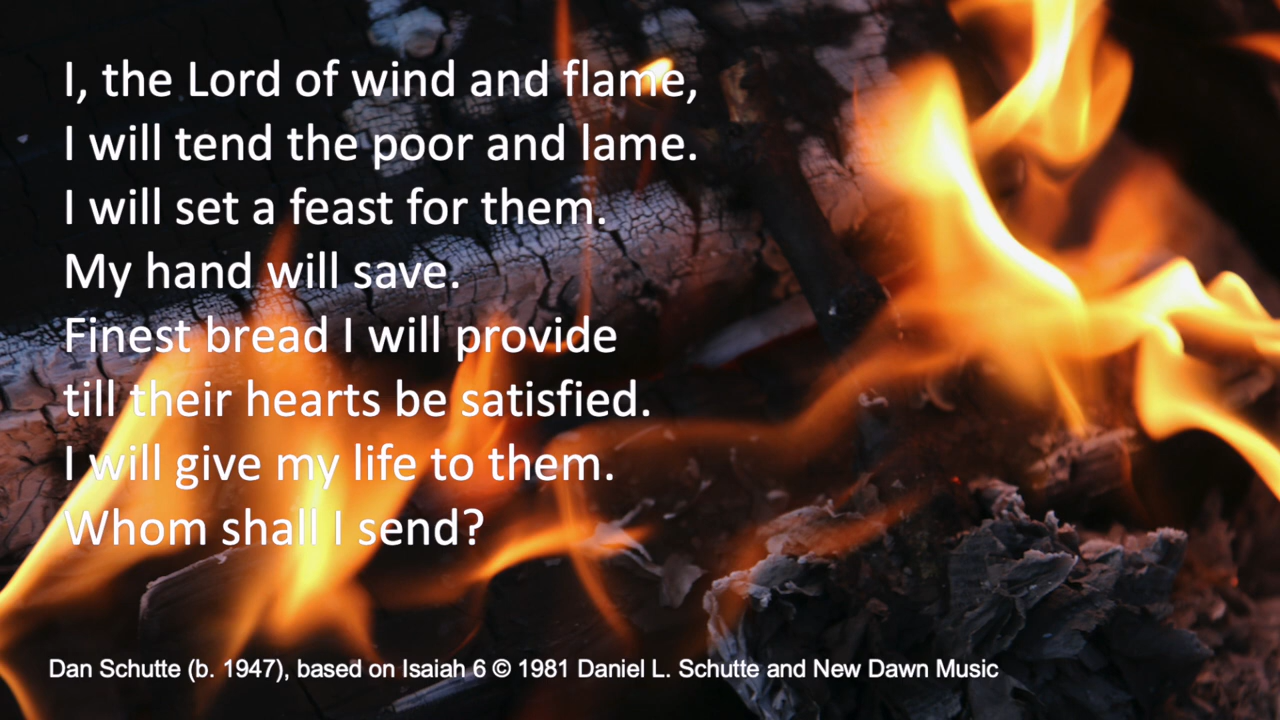 I, the Lord of wind and flame,
I will tend the poor and lame.
I will set a feast for them.
My hand will save.
Finest bread I will provide
till their hearts be satisfied.
I will give my life to them.
Whom shall I send?
Dan Schutte (b. 1947), based on Isaiah 6 © 1981 Daniel L. Schutte and New Dawn Music